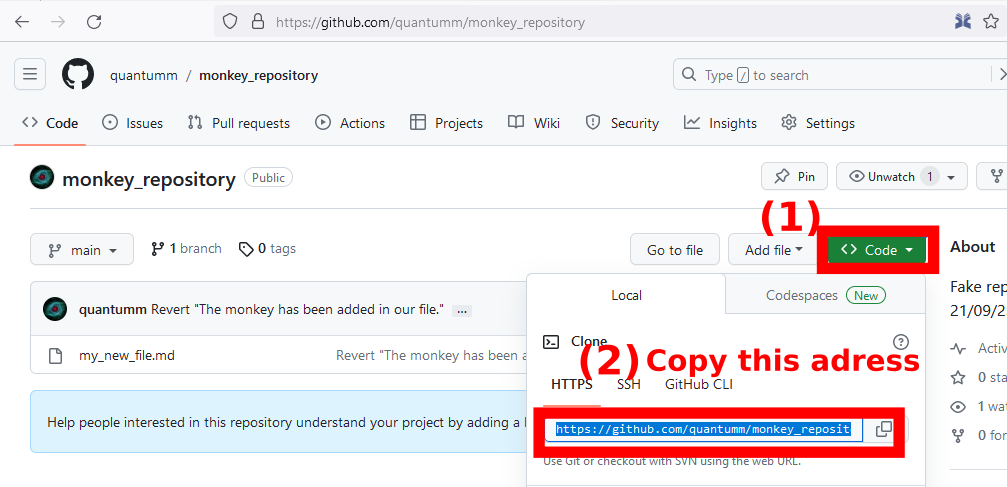 https://github.com/quantumm/monkey_repository
quantumm / monkey_repository
Type / to search
Code Issues Pull requests Actions Projects Wiki Security Insights Settings
monkey_repository Public
Pin Unwatch 1
(1)
main 1 branch 0 tags Go to file Add file Code
About
Local Codespaces New
Fake rep
21/09/2
quantumm Revert "The monkey has been added in our file." ...
my_new_file.md Revert "The monkey has been a
Clone
(2) Copy this adress
HTTPS SSH GitHub CLI
Activ
0 sta
1 wat
0 for
Help people interested in this repository understand your project by adding a
https://github.com/quantumm/monkey_reposit
Use Git or checkout with SVN using the web URL.